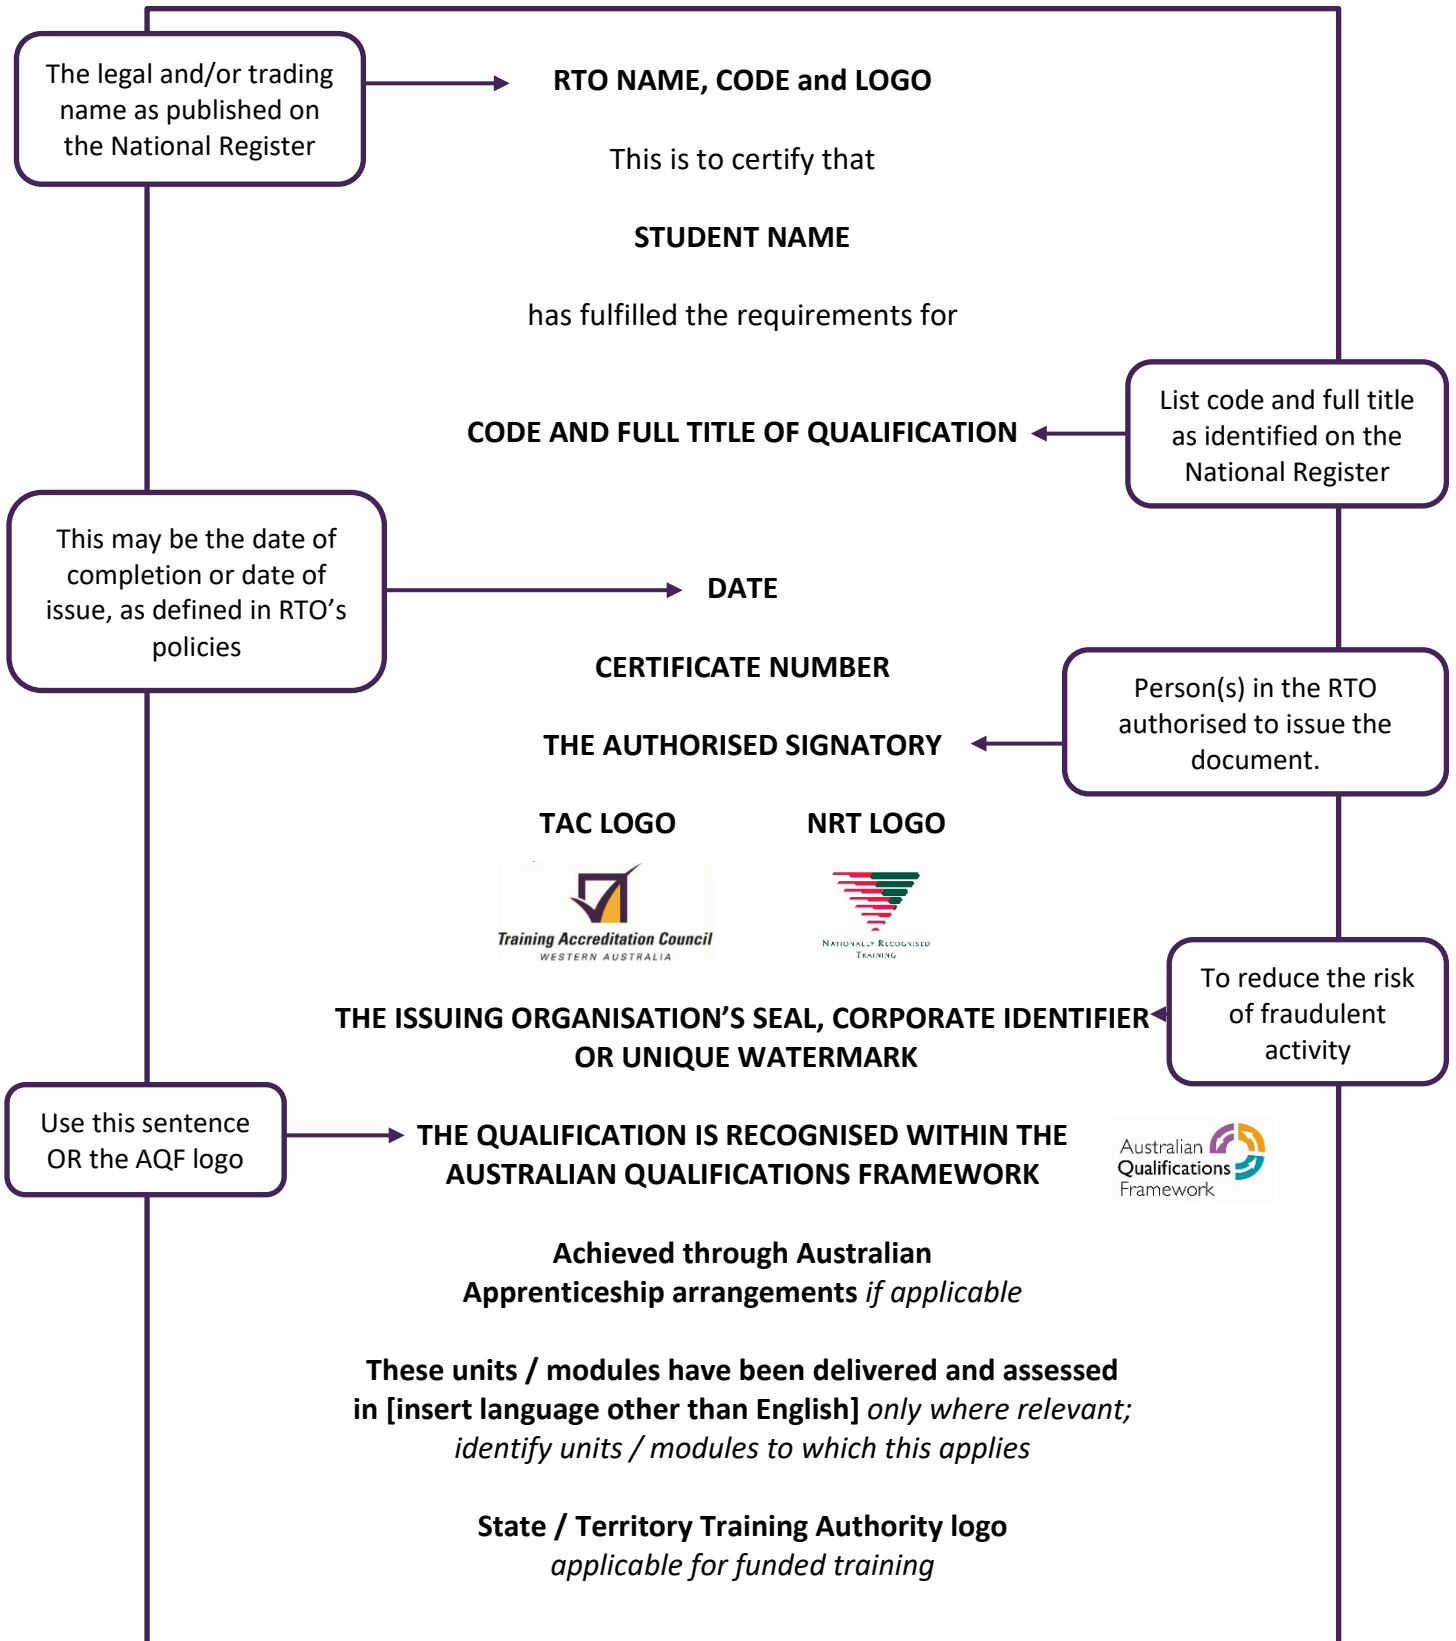 The legal and/or trading
name as published on
the National Register
RTO NAME, CODE and LOGO
This is to certify that
STUDENT NAME
has fulfilled the requirements for
CODE AND FULL TITLE OF QUALIFICATION
List code and full title
as identified on the
National Register
This may be the date of
completion or date of
issue, as defined in RTO’s
policies
DATE
CERTIFICATE NUMBER
Person(s) in the RTO
authorised to issue the
document.
THE AUTHORISED SIGNATORY
TAC LOGO
NRT LOGO
Training Accreditation Council
WESTERN AUSTRALIA
NATIONALLY RECOGNISED
TRAINING
To reduce the risk
of fraudulent
activity
THE ISSUING ORGANISATION’S SEAL, CORPORATE IDENTIFIER
OR UNIQUE WATERMARK
Use this sentence
OR the AQF logo
THE QUALIFICATION IS RECOGNISED WITHIN THE
AUSTRALIAN QUALIFICATIONS FRAMEWORK
Australian
Qualifications
Framework
Achieved through Australian
Apprenticeship arrangements if applicable
These units / modules have been delivered and assessed
in [insert language other than English] only where relevant;
identify units / modules to which this applies
State / Territory Training Authority logo
applicable for funded training